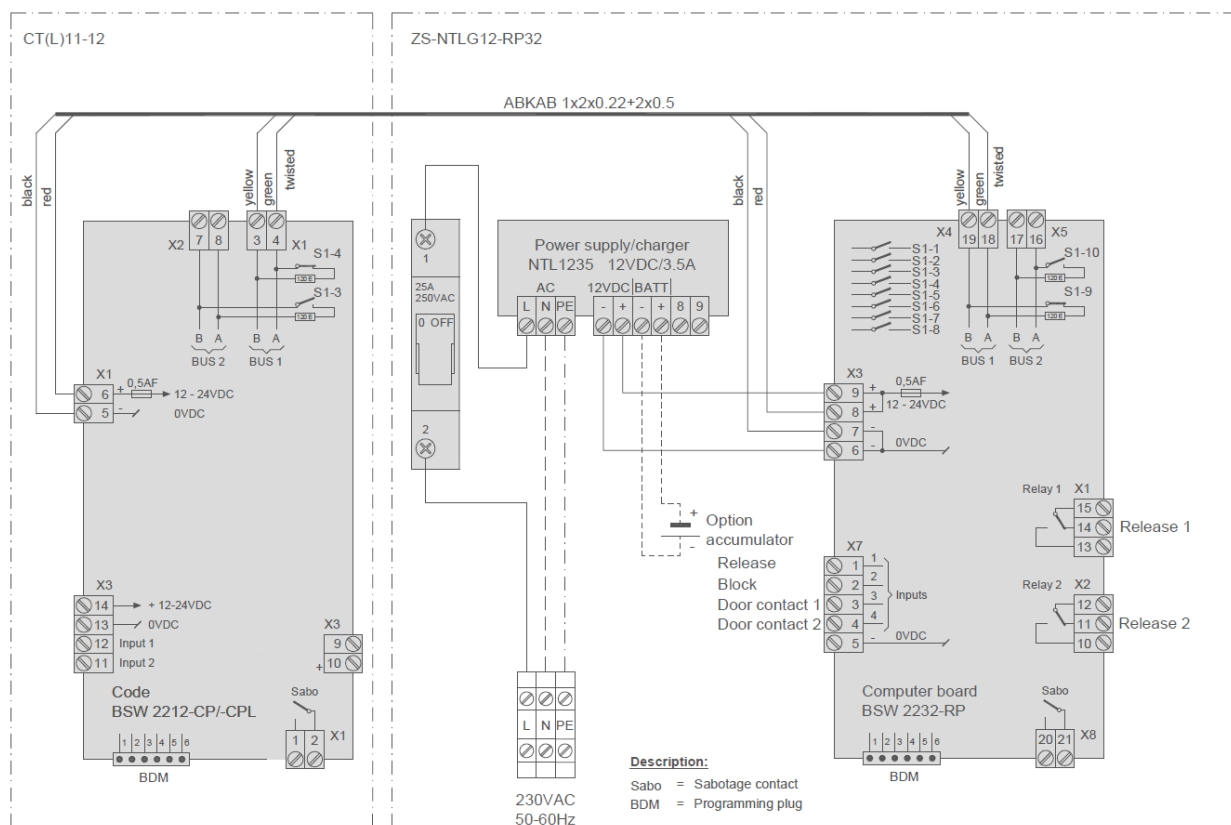 CT(L)11-12
ZS-NTLG12-RP32
ABKAB 1x2x0.22+2x0.5
black
red
yellow
green
twisted
X2
7
8
3
4
X1
S1-4
120 E
S1-3
120 E
B A
B A
BUS 2
BUS 1
X1
6
+
0,5AF
12 - 24VDC
5
-
0VDC
X3
14
+ 12-24VDC
13
0VDC
12
Input 1
11
Input 2
X3
9
+
10
Code
BSW 2212-CP/-CPL
Sabo
1
2
X1
1 2 3 4 5 6
BDM
1
25A
250VAC
0 OFF
2
Power supply/charger
NTL1235 12VDC/3.5A
AC
12VDC
BATT
L
N
PE
-
+
-
+
8
9
black
red
+
-
Option
accumulator
Release
Block
Door contact 1
Door contact 2
L
N
PE
230VAC
50-60Hz
Description:
Sabo = Sabotage contact
BDM = Programming plug
yellow
green
twisted
X4
19
18
17
16
X5
S1-1
S1-2
S1-3
S1-4
S1-5
S1-6
S1-7
S1-8
S1-10
120 E
S1-9
120 E
B A
B A
BUS 1
BUS 2
X3
9
+
0,5AF
12 - 24VDC
8
+
7
-
6
-
0VDC
Relay 1
X1
15
14
13
Release 1
Relay 2
X2
12
11
10
Release 2
X7
1
1
2
2
3
3
4
4
Inputs
5
-
0VDC
Computer board
BSW 2232-RP
Sabo
20
21
X8
1 2 3 4 5 6
BDM